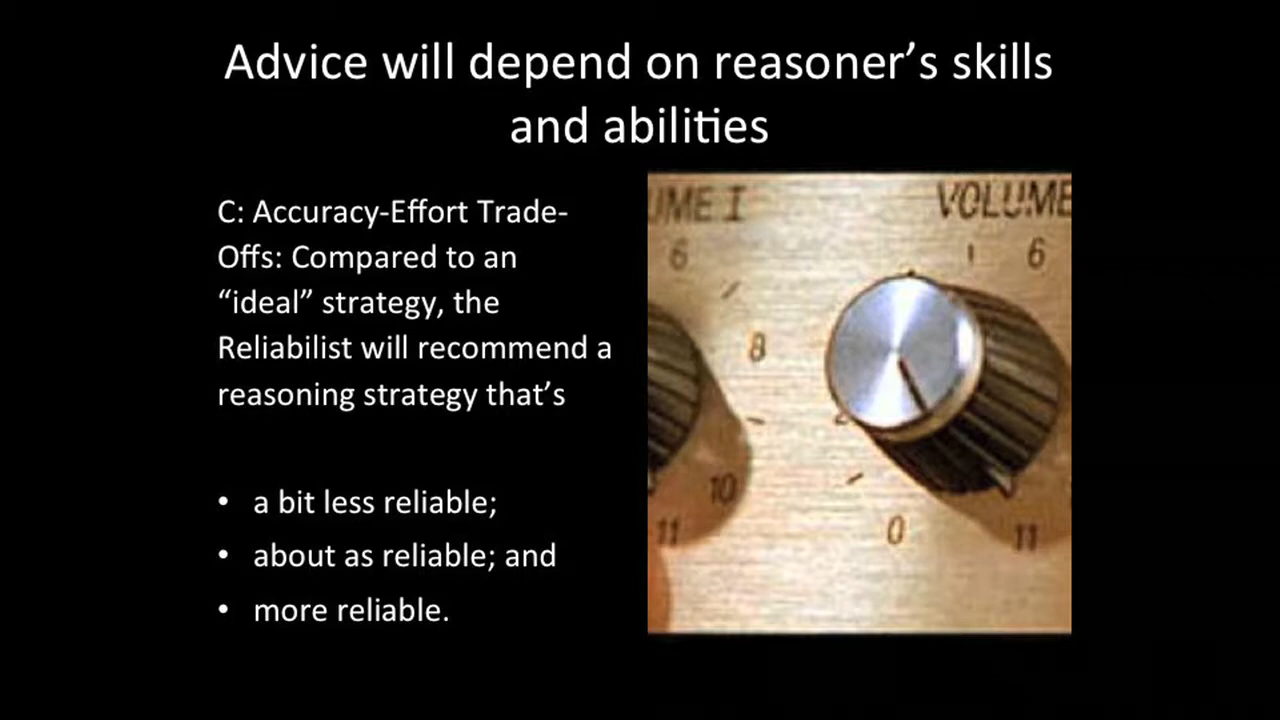 Advice will depend on reasoner’s skills
and abilities
C: Accuracy-Effort Trade-
Offs: Compared to an
“ideal” strategy, the
Reliabilist will recommend a
reasoning strategy that’s
• a bit less reliable;
• about as reliable; and
• more reliable.
UME I
VOLUME
6
6
8
10
11
0
11